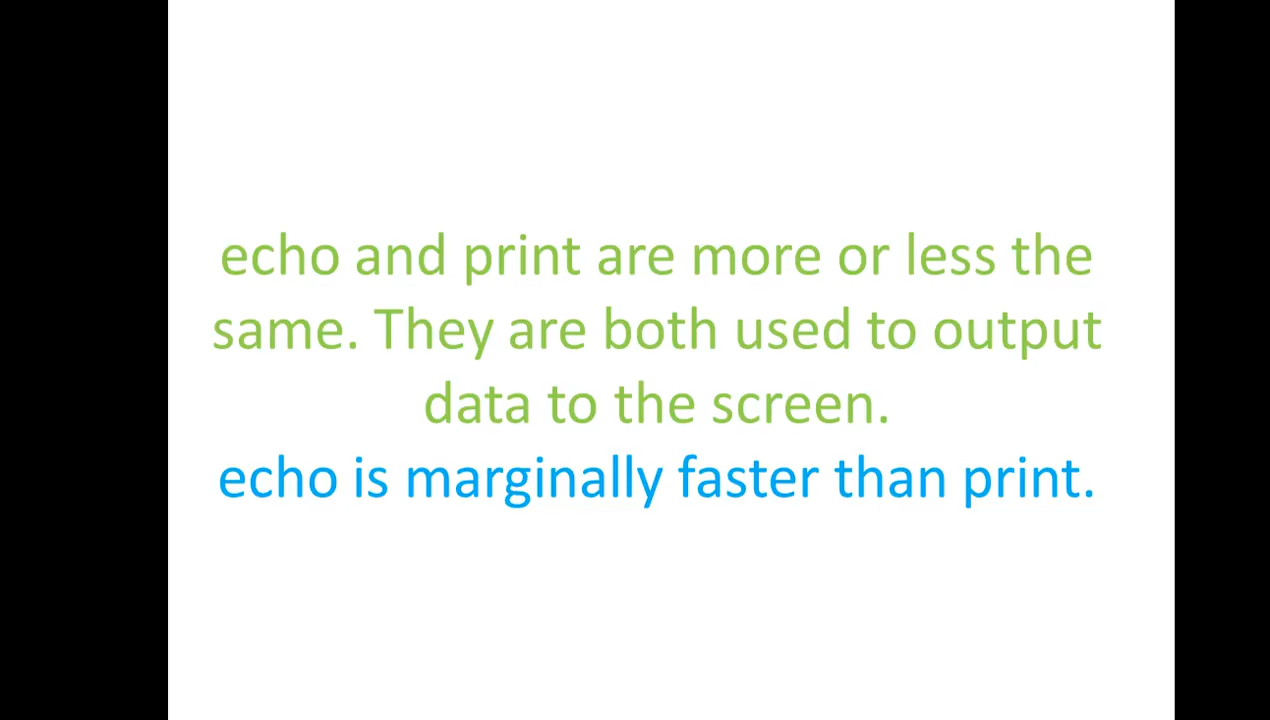 echo and print are more or less the
same. They are both used to output
data to the screen.
echo is marginally faster than print.